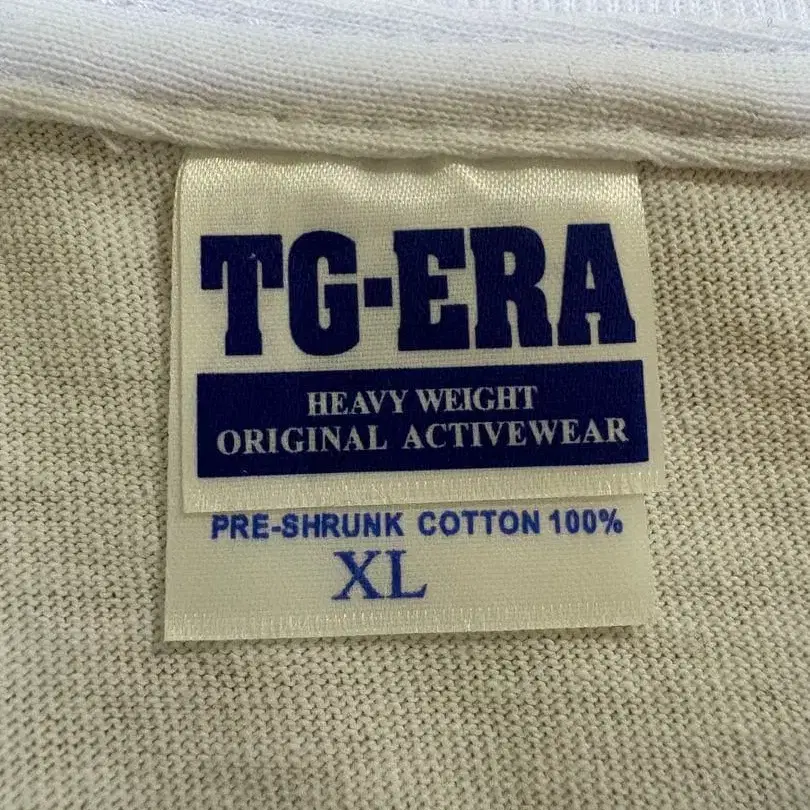 TG-ERA
HEAVY WEIGHT
ORIGINAL ACTIVEWEAR
PRE-SHRUNK COTTON 100%
XL